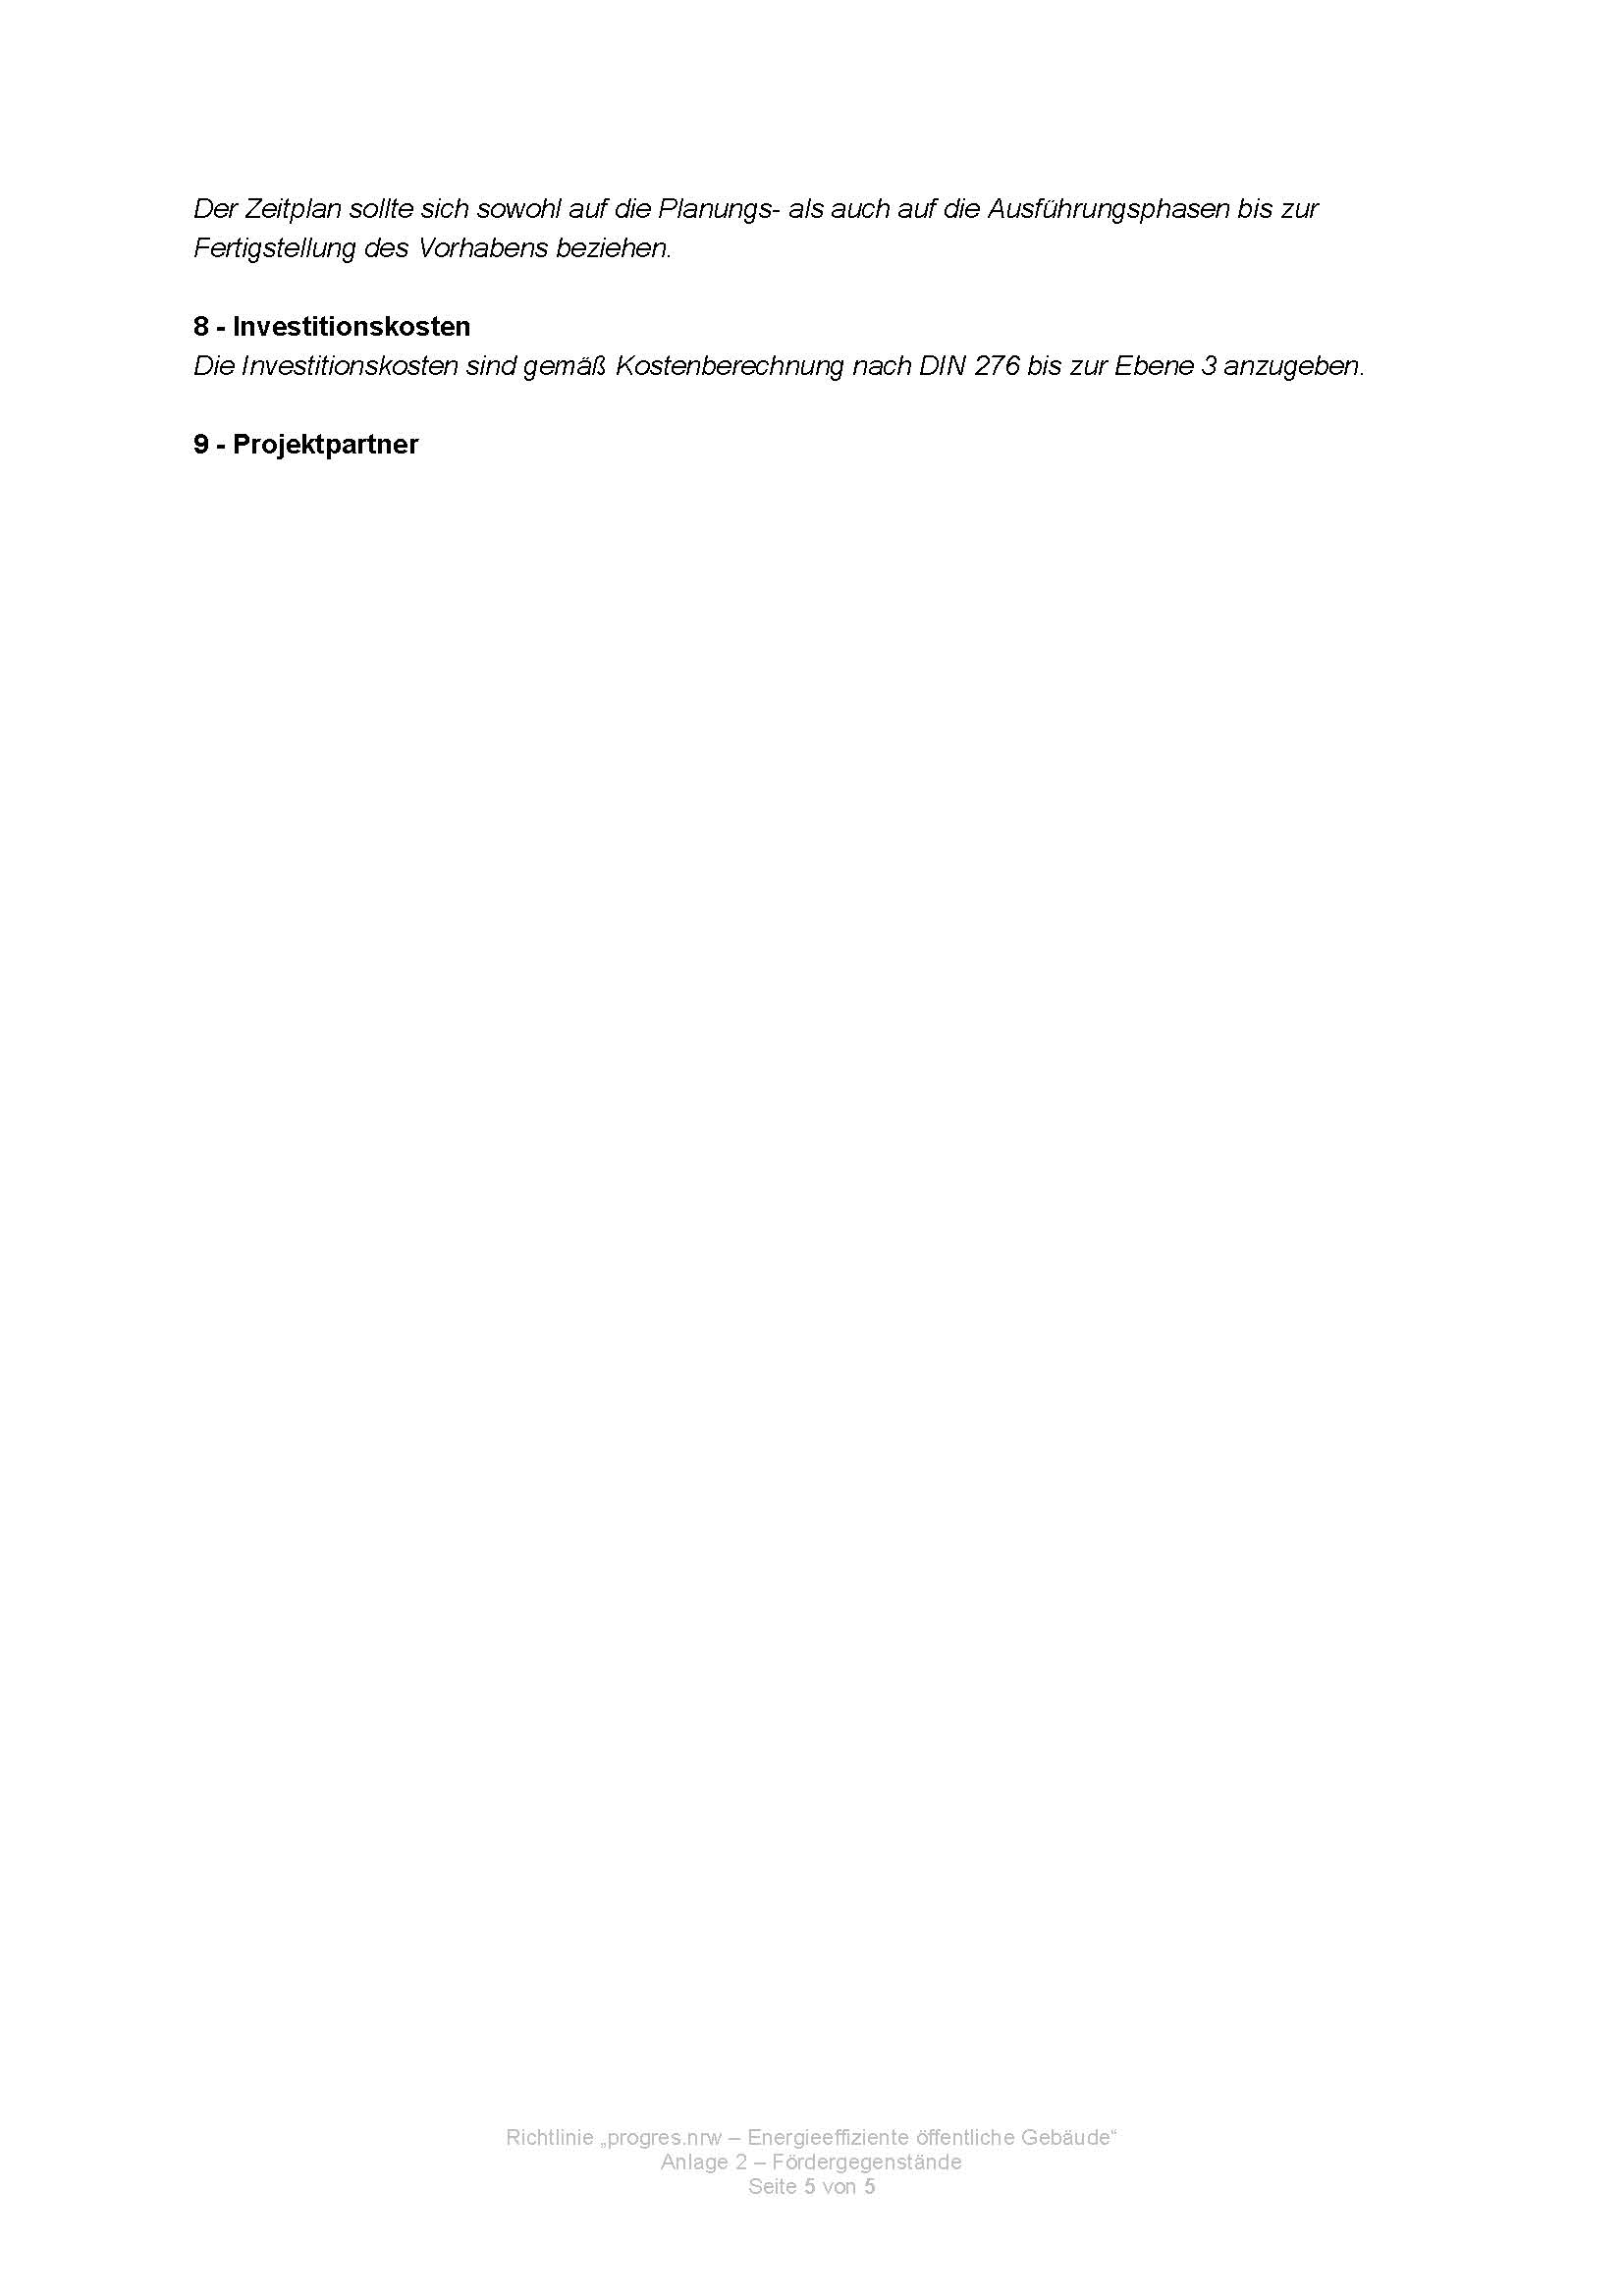 Der Zeitplan sollte sich sowohl auf die Planungs- als auch auf die Ausführungsphasen bis zur
Fertigstellung des Vorhabens beziehen.
8 - Investitionskosten
Die Investitionskosten sind gemäß Kostenberechnung nach DIN 276 bis zur Ebene 3 anzugeben.
9 - Projektpartner
Richtlinie „progres.nrw – Energieeffiziente öffentliche Gebäude“
Anlage 2 – Fördergegenstände
Seite 5 von 5